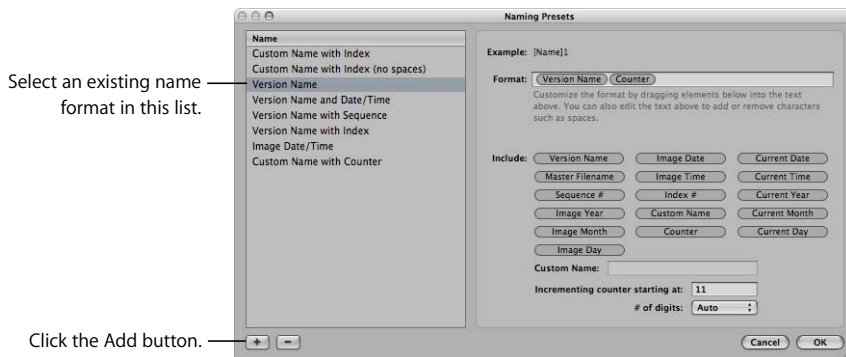 Naming Presets
Name
Custom Name with Index
Custom Name with Index (no spaces)
Version Name
Version Name and Date/Time
Version Name with Sequence
Version Name with Index
Image Date/Time
Custom Name with Counter
Select an existing name
format in this list.
Example: [Name]1
Format: Version Name Counter
Customize the format by dragging elements below into the text
above. You can also edit the text above to add or remove characters
such as spaces.
Include: Version Name Image Date Current Date
Master Filename Image Time Current Time
Sequence # Index # Current Year
Image Year Custom Name Current Month
Image Month Counter Current Day
Image Day
Custom Name:
Incrementing counter starting at: 11
# of digits: Auto
Click the Add button.
+ −
Cancel OK